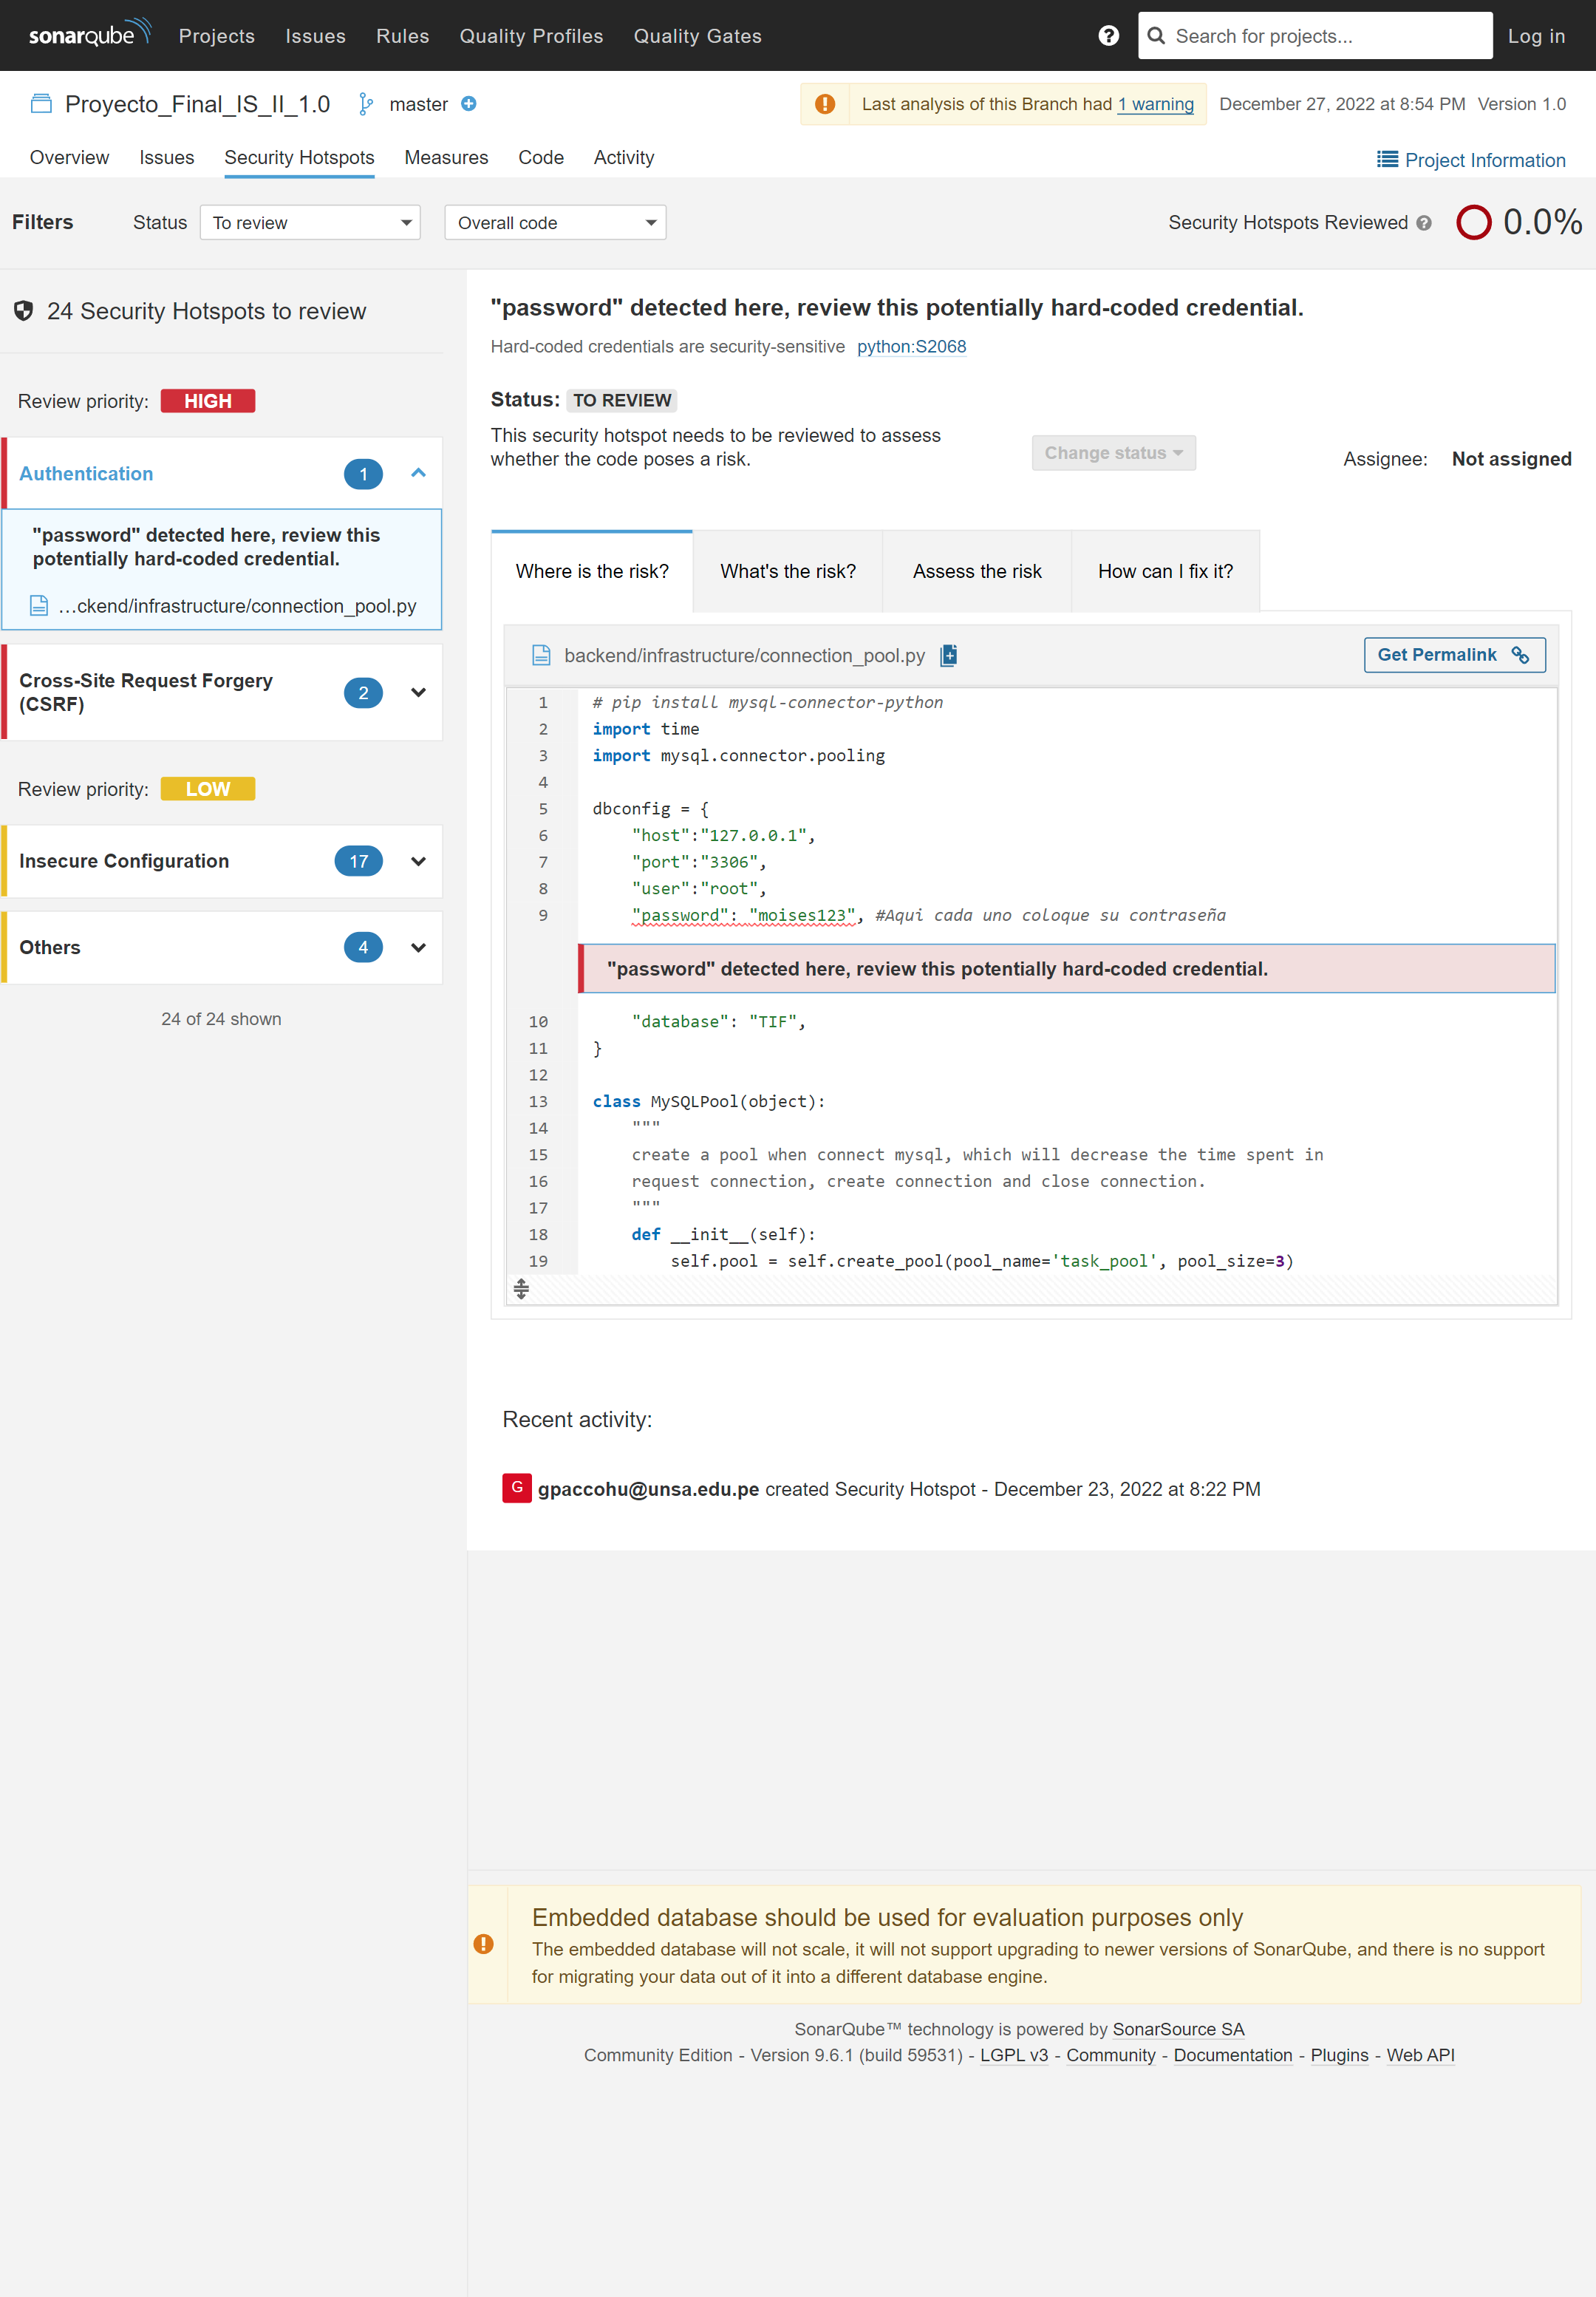 sonarqube Projects Issues Rules Quality Profiles Quality Gates ? Search for projects... Log in
Proyecto_Final_IS_II_1.0 master Last analysis of this Branch had 1 warning December 27, 2022 at 8:54 PM Version 1.0
Overview Issues Security Hotspots Measures Code Activity Project Information
Filters Status To review Overall code Security Hotspots Reviewed ? 0.0%
24 Security Hotspots to review
Review priority: HIGH
Authentication 1
"password" detected here, review this
potentially hard-coded credential.
...ckend/infrastructure/connection_pool.py
Cross-Site Request Forgery
(CSRF) 2
Review priority: LOW
Insecure Configuration 17
Others 4
24 of 24 shown
"password" detected here, review this potentially hard-coded credential.
Hard-coded credentials are security-sensitive python:S2068
Status: TO REVIEW
This security hotspot needs to be reviewed to assess
whether the code poses a risk.
Change status
Assignee: Not assigned
Where is the risk? What's the risk? Assess the risk How can I fix it?
backend/infrastructure/connection_pool.py Get Permalink
1 # pip install mysql-connector-python
2 import time
3 import mysql.connector.pooling
4
5 dbconfig = {
6 "host":"127.0.0.1",
7 "port":"3306",
8 "user":"root",
9 "password": "moises123", #Aqui cada uno coloque su contraseña
"password" detected here, review this potentially hard-coded credential.
10 "database": "TIF",
11 }
12
13 class MySQLPool(object):
14 """
15 create a pool when connect mysql, which will decrease the time spent in
16 request connection, create connection and close connection.
17 """
18 def __init__(self):
19 self.pool = self.create_pool(pool_name='task_pool', pool_size=3)
Recent activity:
G gpaccohu@unsa.edu.pe created Security Hotspot - December 23, 2022 at 8:22 PM
Embedded database should be used for evaluation purposes only
The embedded database will not scale, it will not support upgrading to newer versions of SonarQube, and there is no support
for migrating your data out of it into a different database engine.
SonarQube™ technology is powered by SonarSource SA
Community Edition - Version 9.6.1 (build 59531) - LGPL v3 - Community - Documentation - Plugins - Web API